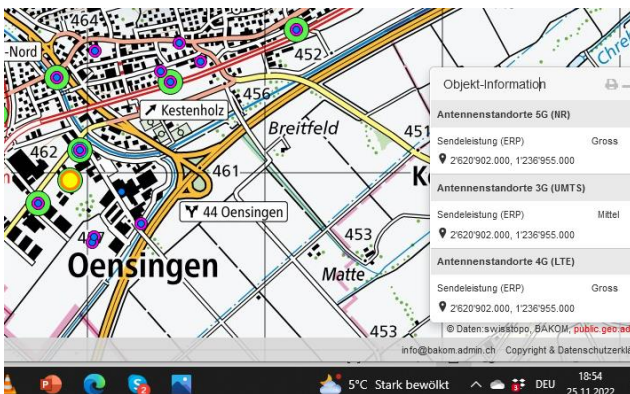 464
-Nord
452
456
↗ Kestenholz
Breitfeld
451
462
461
44 Oensingen
Oensingen
453
Matte
453
Objekt-Information
Antennenstandorte 5G (NR)
Sendeleistung (ERP) Gross
2'620'902.000, 1'236'955.000
Antennenstandorte 3G (UMTS)
Sendeleistung (ERP) Mittel
2'620'902.000, 1'236'955.000
Antennenstandorte 4G (LTE)
Sendeleistung (ERP) Gross
2'620'902.000, 1'236'955.000
© Daten:swisstopo, BAKOM, public.geo.ad
info@bakom.admin.ch Copyright & Datenschutzerklä
5°C Stark bewölkt DEU 18:54
25.11.2022